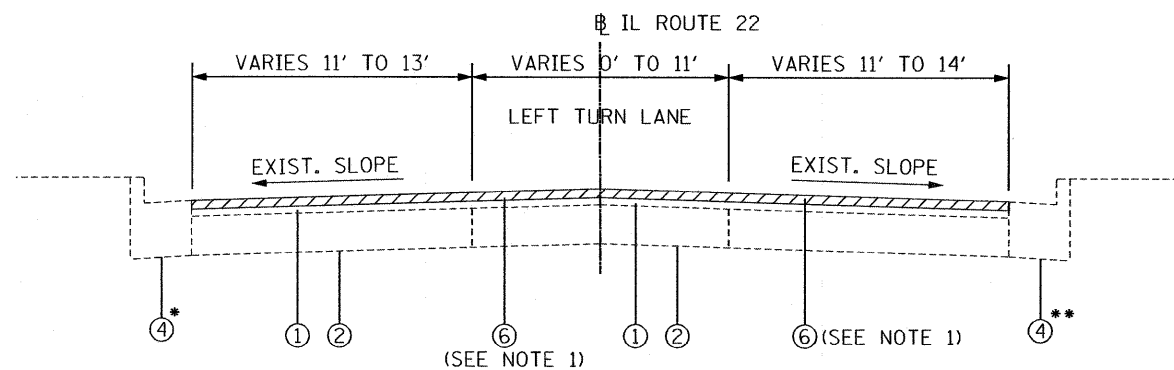 ℄ IL ROUTE 22
VARIES 11' TO 13'
VARIES 0' TO 11'
VARIES 11' TO 14'
LEFT TURN LANE
EXIST. SLOPE
EXIST. SLOPE
4*
1
2
6
(SEE NOTE 1)
1
2
6 (SEE NOTE 1)
4**